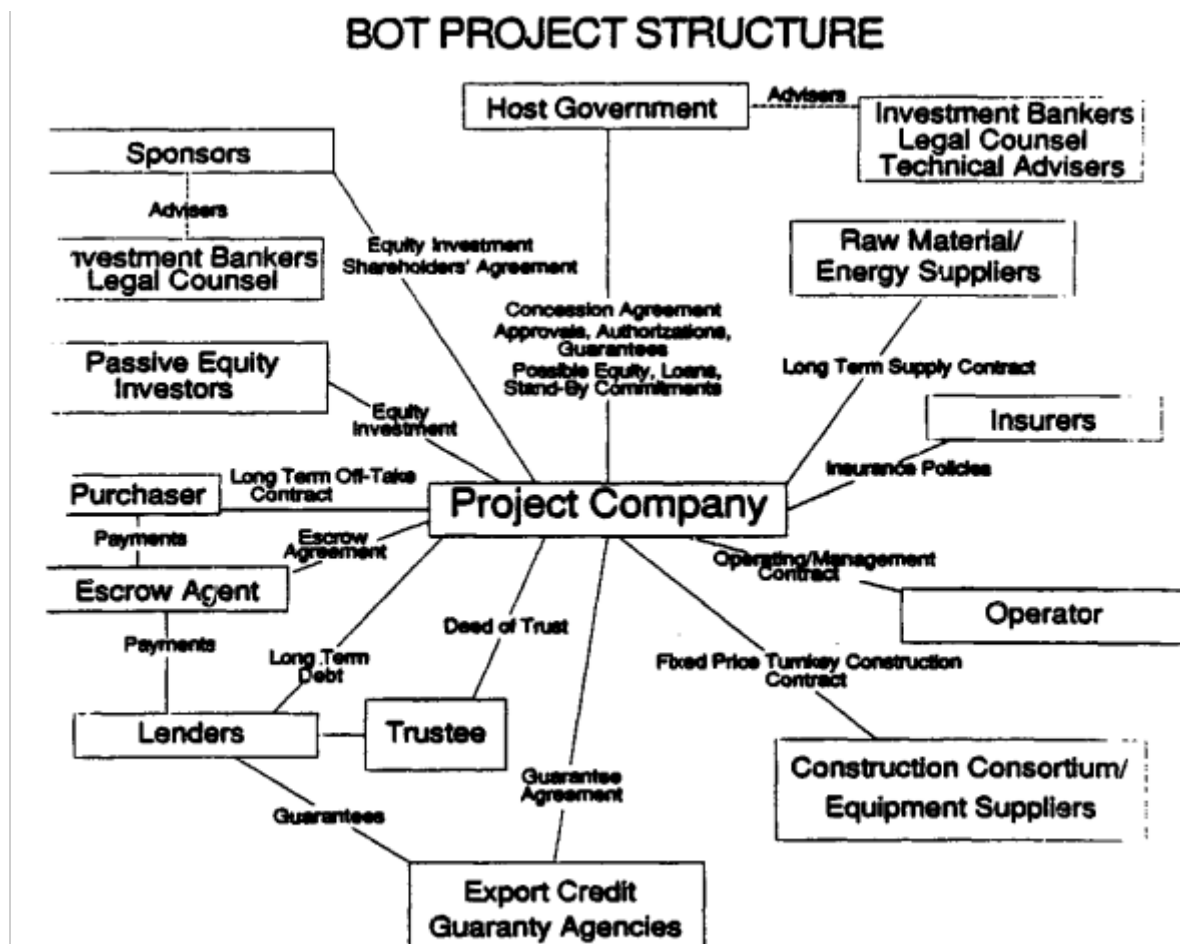 BOT PROJECT STRUCTURE
Host Government
Advisers
Investment Bankers
Legal Counsel
Technical Advisers
Sponsors
Advisers
nvestment Bankers
Legal Counsel
Equity Investment
Shareholders' Agreement
Raw Material/
Energy Suppliers
Concession Agreement
Approvals, Authorizations,
Guarantees
Possible Equity, Loans,
Stand-By Commitments
Passive Equity
Investors
Equity
Investment
Long Term Supply Contract
Insurers
Insurance Policies
Purchaser
Long Term Off-Take
Contract
Project Company
Payments
Escrow
Agreement
Escrow Agent
Operating/Management
Contract
Operator
Payments
Long Term
Debt
Deed of Trust
Fixed Price Turnkey Construction
Contract
Lenders
Trustee
Construction Consortium/
Equipment Suppliers
Guarantee
Agreement
Guarantees
Export Credit
Guaranty Agencies